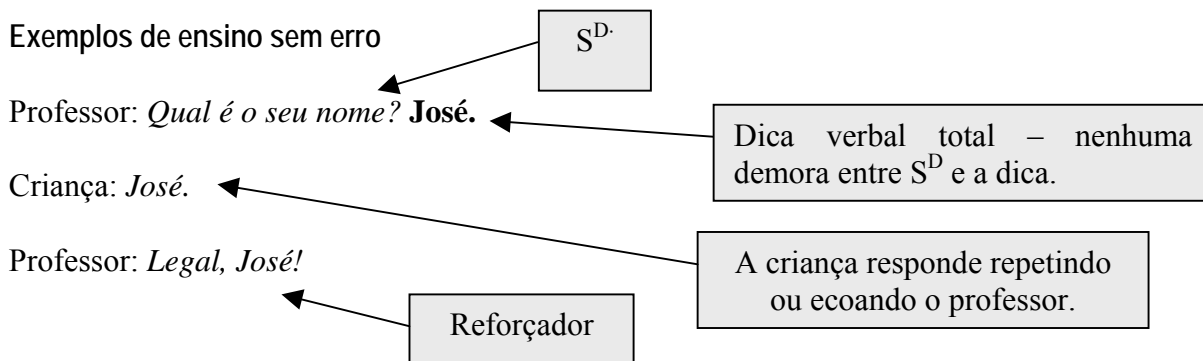 Exemplos de ensino sem erro
S^D.
Professor: Qual é o seu nome? José.
Dica verbal total – nenhuma
demora entre S^D e a dica.
Criança: José.
A criança responde repetindo
ou ecoando o professor.
Professor: Legal, José!
Reforçador